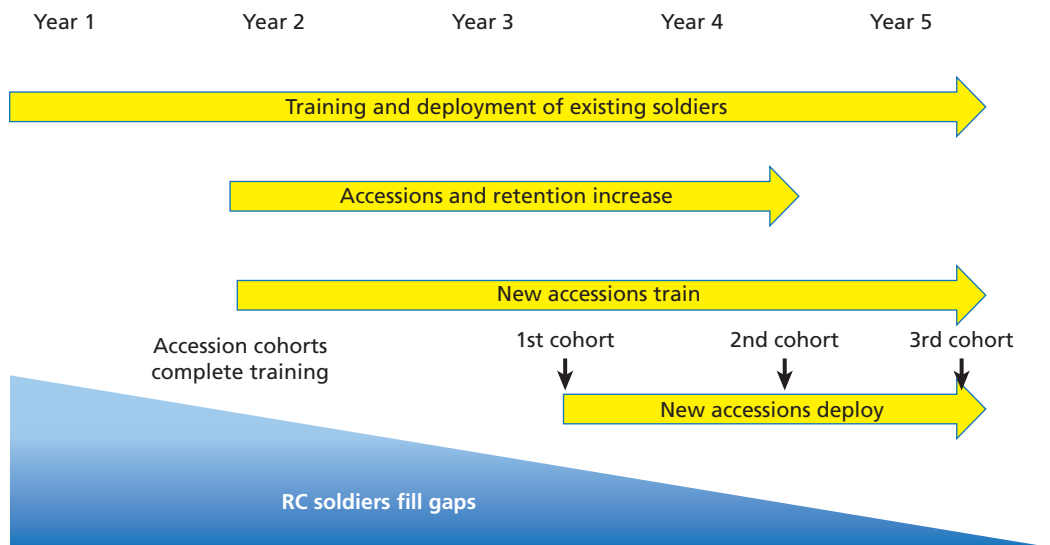 Year 1 Year 2 Year 3 Year 4 Year 5
Training and deployment of existing soldiers
Accessions and retention increase
New accessions train
Accession cohorts
complete training
1st cohort 2nd cohort 3rd cohort
New accessions deploy
RC soldiers fill gaps